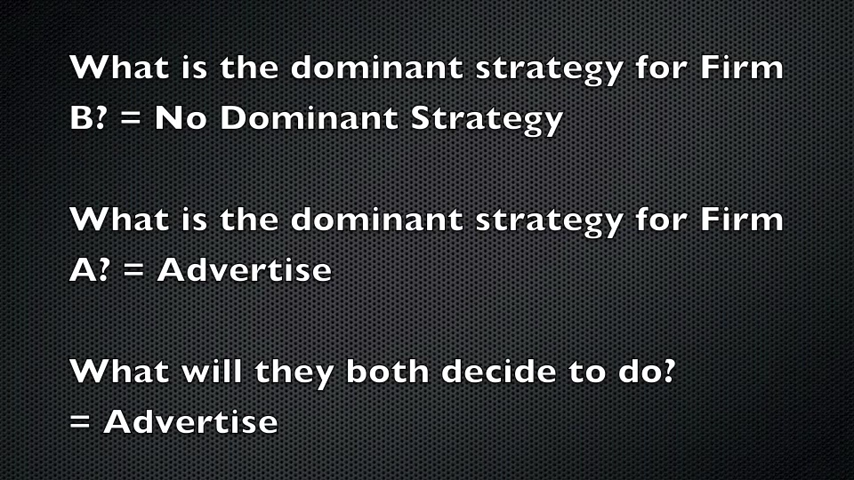 What is the dominant strategy for Firm
B? = No Dominant Strategy
What is the dominant strategy for Firm
A? = Advertise
What will they both decide to do?
= Advertise